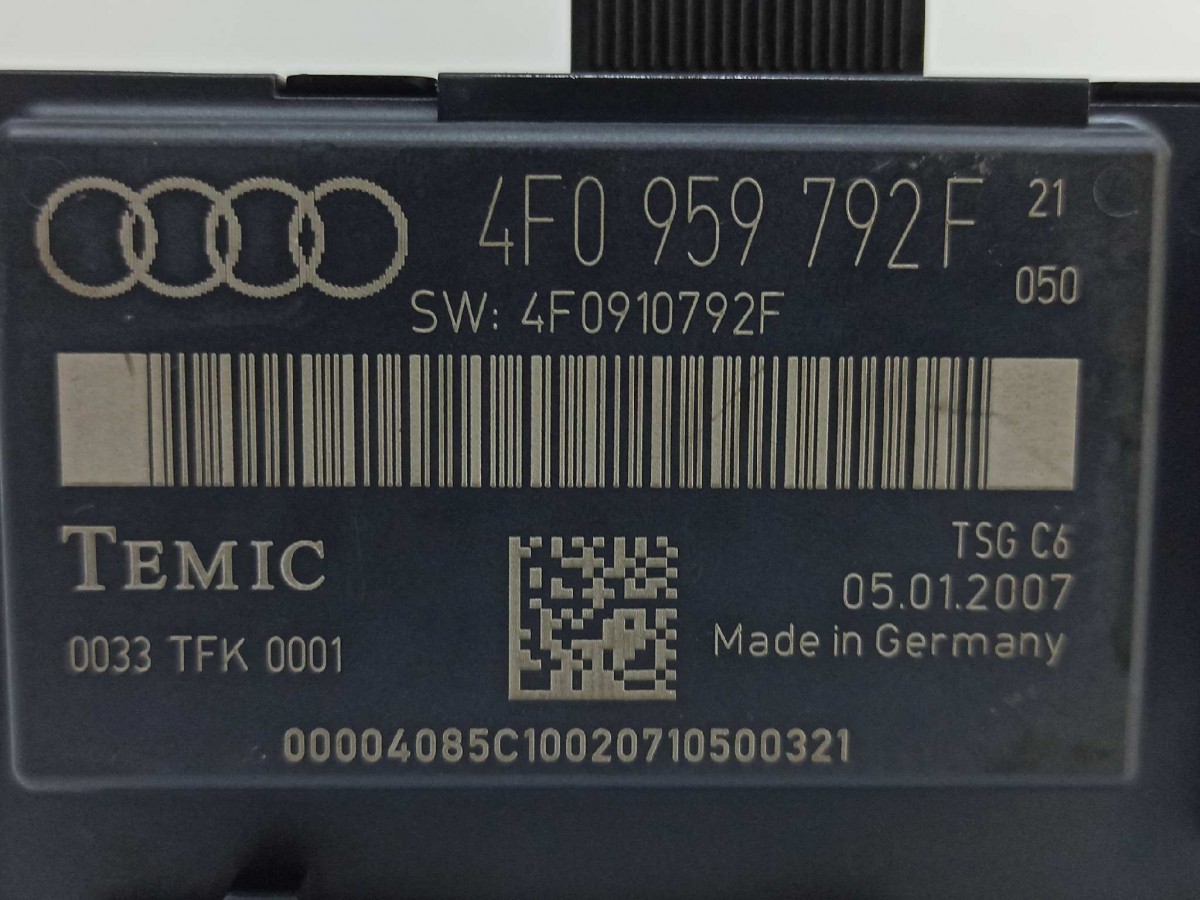 4F0 959 792F 21
050
SW: 4F0910792F
TEMIC
TSG C6
05.01.2007
0033 TFK 0001
Made in Germany
00004085C10020710500321